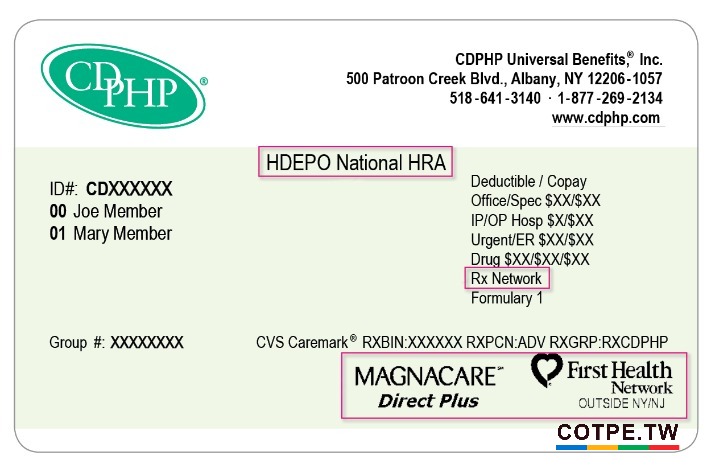 CDPHP®
CDPHP Universal Benefits,® Inc.
500 Patroon Creek Blvd., Albany, NY 12206-1057
518-641-3140 · 1-877-269-2134
www.cdphp.com
HDEPO National HRA
ID#: CDXXXXXX
00 Joe Member
01 Mary Member
Deductible / Copay
Office/Spec $XX/$XX
IP/OP Hosp $X/$XX
Urgent/ER $XX/$XX
Drug $XX/$XX/$XX
Rx Network
Formulary 1
Group #: XXXXXXXX
CVS Caremark® RXBIN:XXXXXX RXPCN:ADV RXGRP:RXCDPHP
MAGNACARE℠
Direct Plus
First Health
Network
OUTSIDE NY/NJ
COTPE.TW